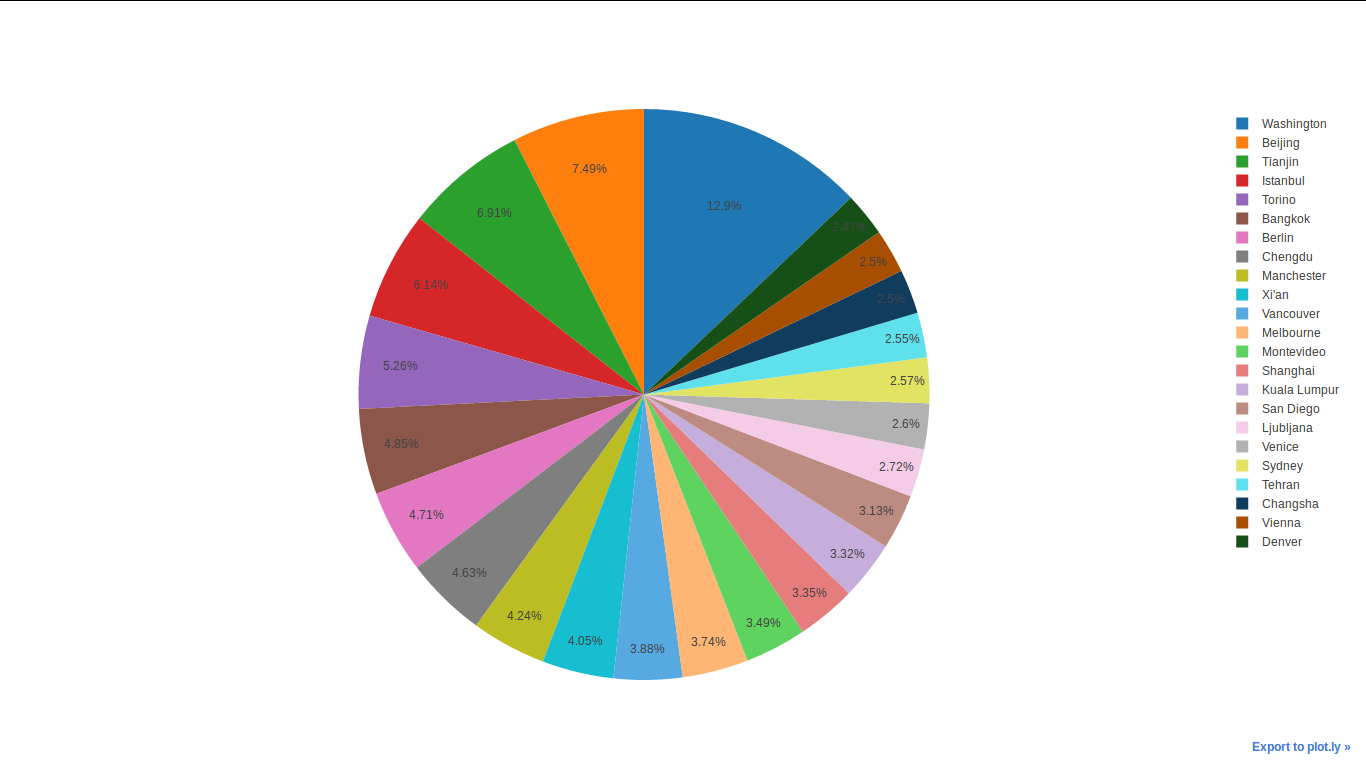 7.49%
12.9%
6.91%
2.47%
2.5%
6.14%
2.5%
2.55%
5.26%
2.57%
4.85%
2.6%
2.72%
4.71%
3.13%
4.63%
3.32%
4.24%
3.35%
4.05%
3.88%
3.74%
3.49%
Washington
Beijing
Tianjin
Istanbul
Torino
Bangkok
Berlin
Chengdu
Manchester
Xi'an
Vancouver
Melbourne
Montevideo
Shanghai
Kuala Lumpur
San Diego
Ljubljana
Venice
Sydney
Tehran
Changsha
Vienna
Denver
Export to plot.ly »